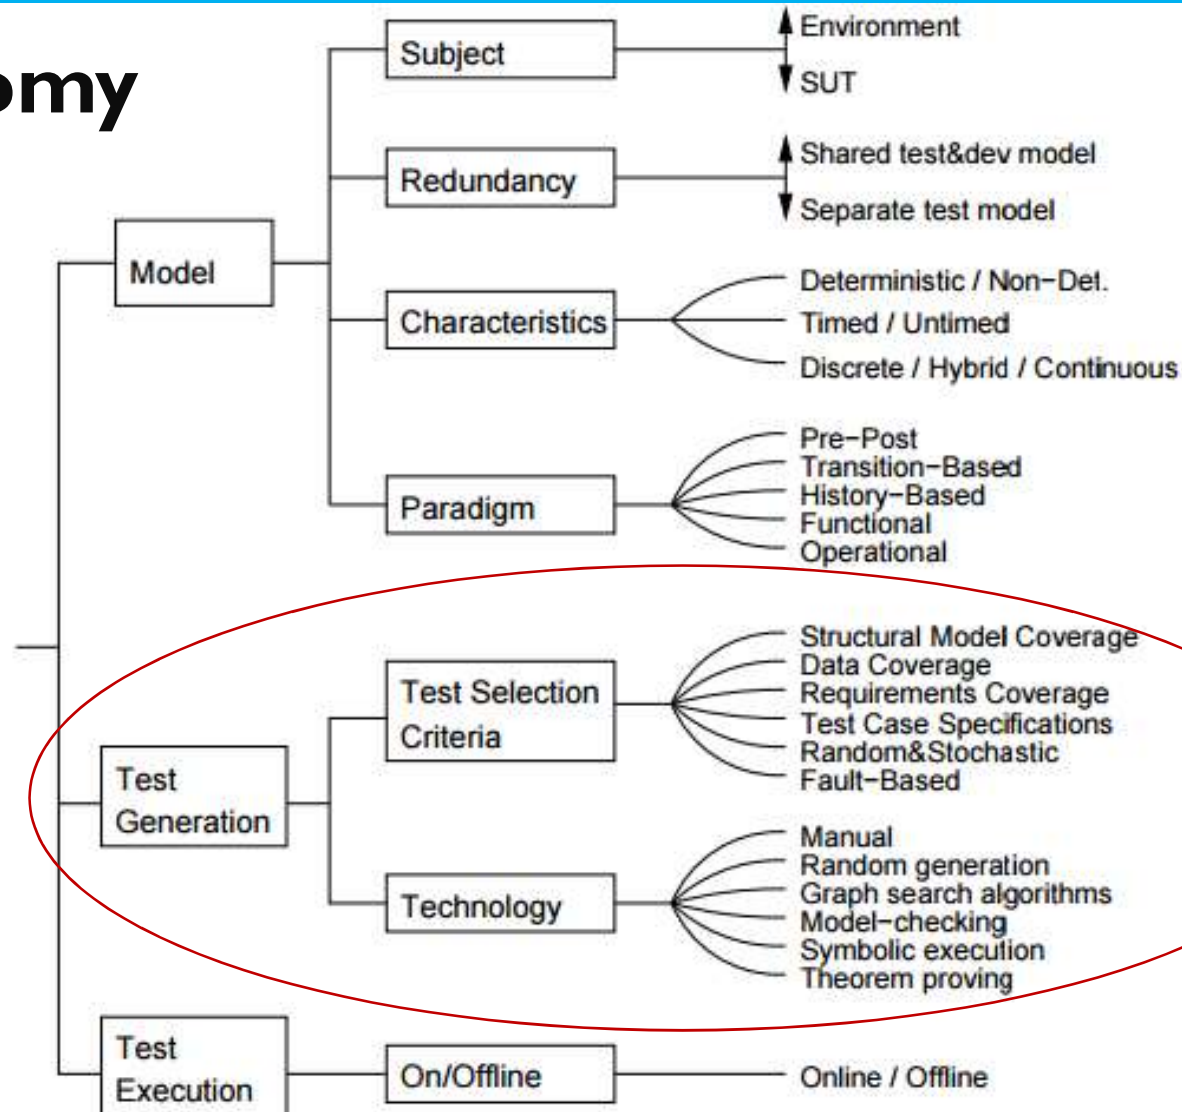 omy
Environment
Subject
SUT
Shared test&dev model
Redundancy
Separate test model
Model
Deterministic / Non−Det.
Characteristics
Timed / Untimed
Discrete / Hybrid / Continuous
Pre−Post
Transition−Based
History−Based
Paradigm
Functional
Operational
Structural Model Coverage
Data Coverage
Test Selection
Criteria
Requirements Coverage
Test Case Specifications
Random&Stochastic
Fault−Based
Test
Generation
Manual
Random generation
Graph search algorithms
Technology
Model−checking
Symbolic execution
Theorem proving
Test
Execution
On/Offline
Online / Offline